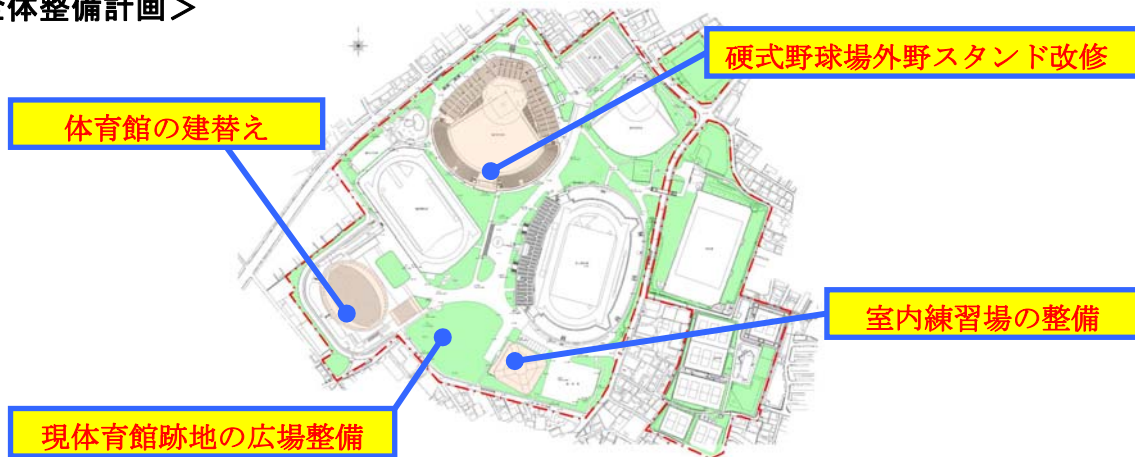 全体整備計画＞
硬式野球場外野スタンド改修
体育館の建替え
室内練習場の整備
現体育館跡地の広場整備